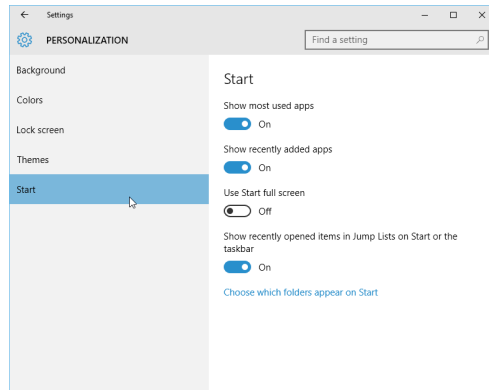 Settings
PERSONALIZATION
Find a setting
Background
Colors
Lock screen
Themes
Start
Start
Show most used apps
On
Show recently added apps
On
Use Start full screen
Off
Show recently opened items in Jump Lists on Start or the
taskbar
On
Choose which folders appear on Start